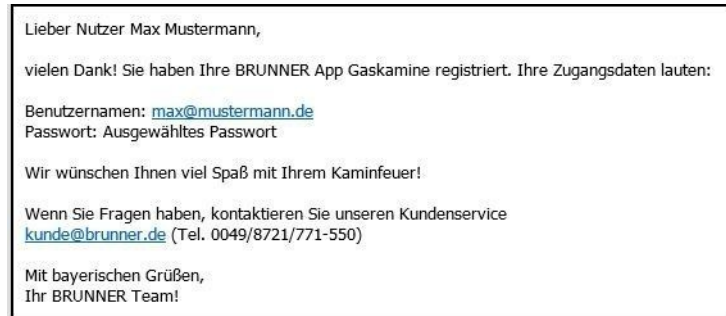 Lieber Nutzer Max Mustermann,
vielen Dank! Sie haben Ihre BRUNNER App Gaskamine registriert. Ihre Zugangsdaten lauten:
Benutzernamen: max@mustermann.de
Passwort: Ausgewähltes Passwort
Wir wünschen Ihnen viel Spaß mit Ihrem Kaminfeuer!
Wenn Sie Fragen haben, kontaktieren Sie unseren Kundenservice
kunde@brunner.de (Tel. 0049/8721/771-550)
Mit bayerischen Grüßen,
Ihr BRUNNER Team!